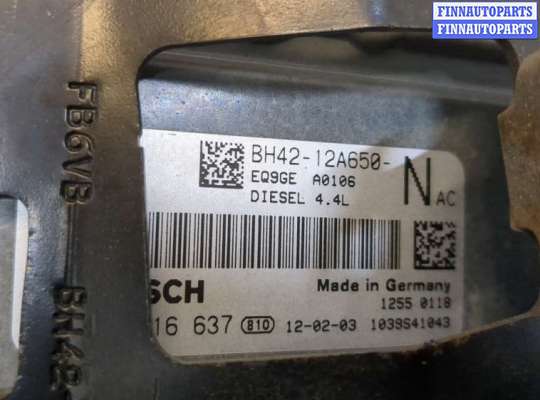 FINNAUTOPARTS
FINNAUTOPARTS
FB6VB
BH42-
BH42-12A650-
N AC
EQ9GE A0106
DIESEL 4.4L
SCH
Made in Germany
1255 0118
16 637 810 12-02-03 1039S41043